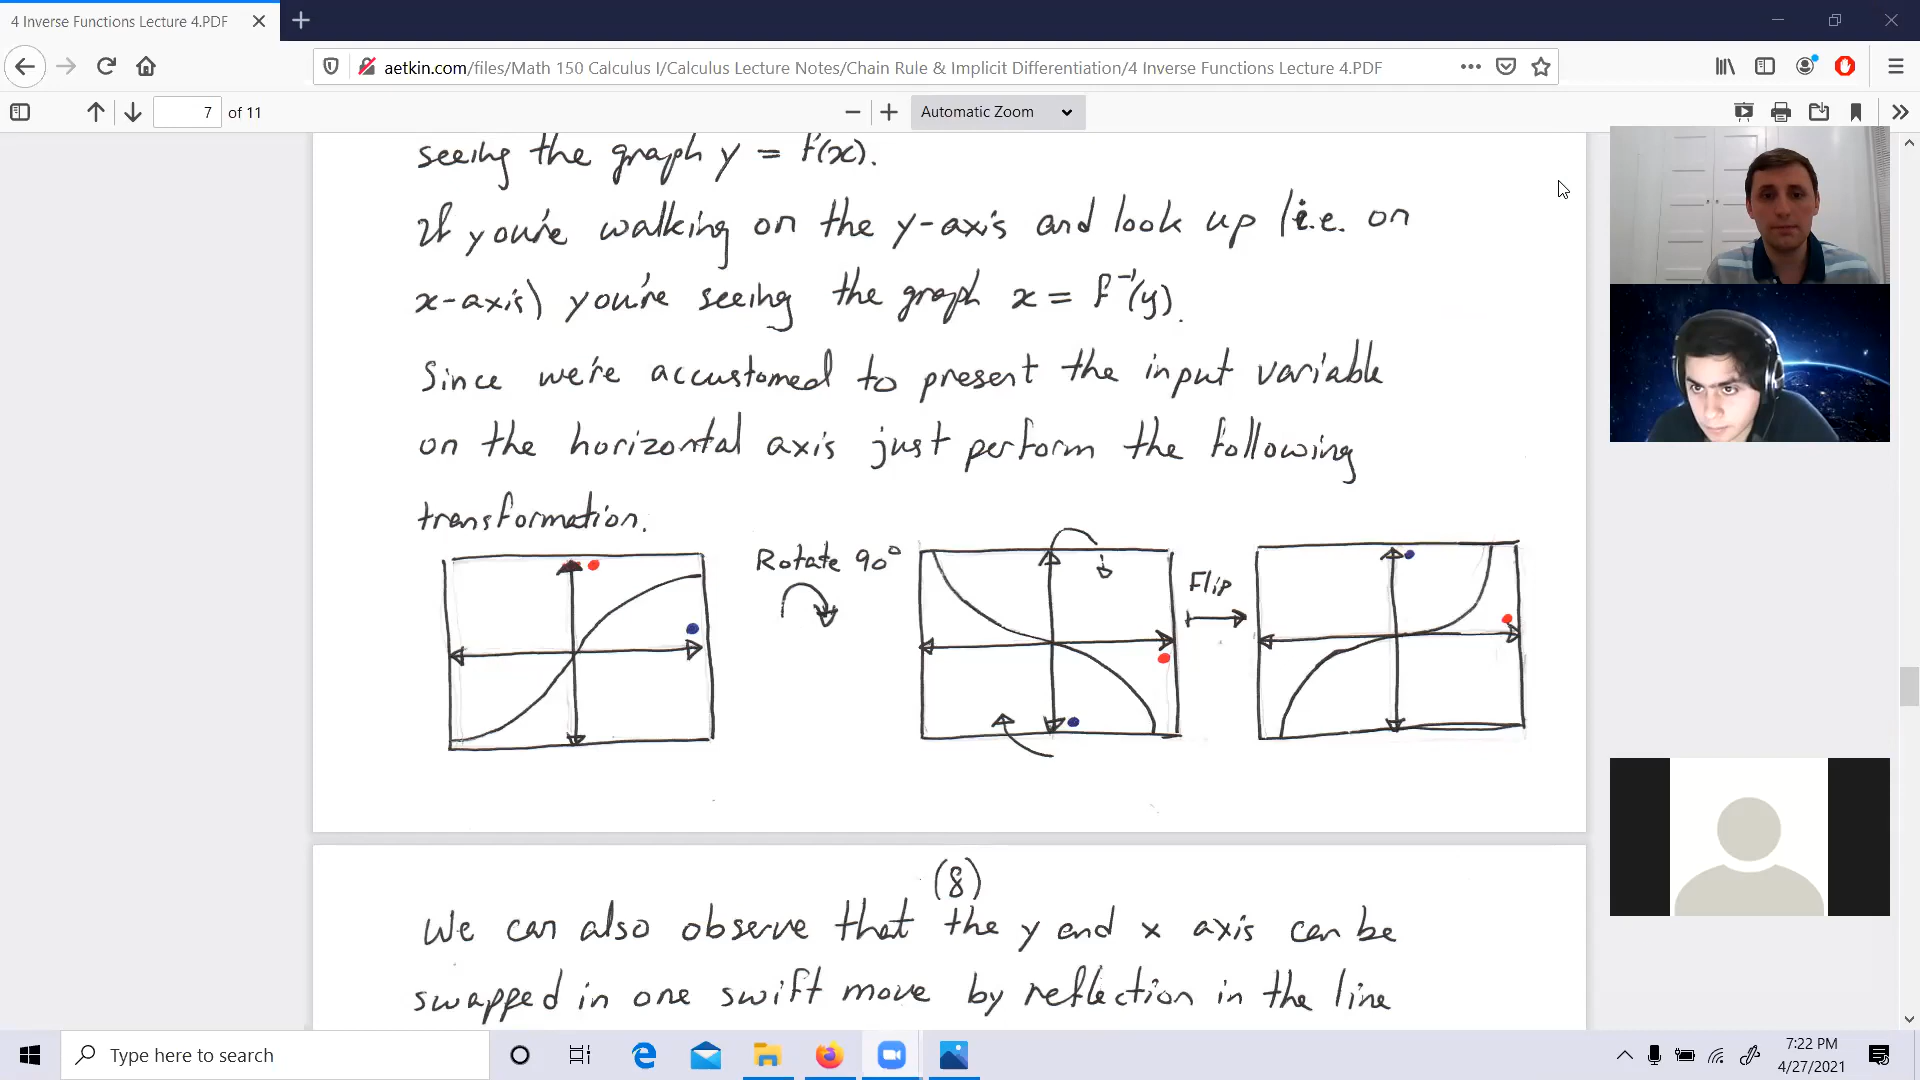 4 Inverse Functions Lecture 4.PDF
aetkin.com/files/Math 150 Calculus I/Calculus Lecture Notes/Chain Rule & Implicit Differentiation/4 Inverse Functions Lecture 4.PDF
7 of 11
Automatic Zoom
seeing the graph y = f(x).
If you're walking on the y-axis and look up (i.e. on
x-axis) you're seeing the graph x = f⁻¹(y).
Since we're accustomed to present the input variable
on the horizontal axis just perform the following
transformation.
Rotate 90°
Flip
(8)
We can also observe that the y and x axis can be
swapped in one swift move by reflection in the line
Type here to search
7:22 PM
4/27/2021